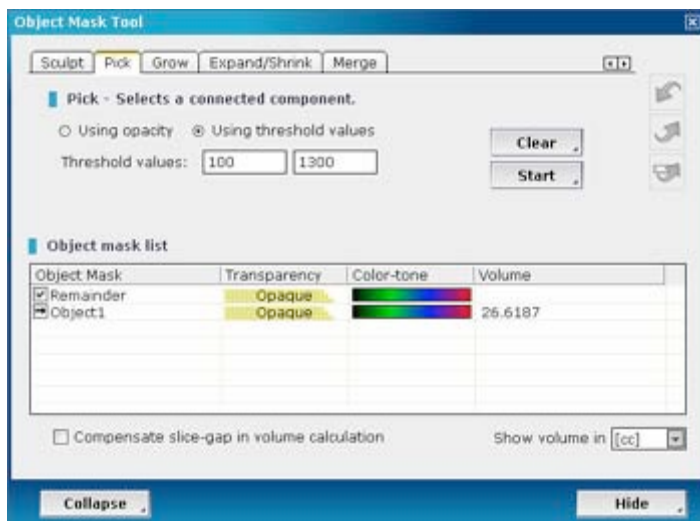 Object Mask Tool
Sculpt Pick Grow Expand/Shrink Merge
Pick - Selects a connected component.
Using opacity Using threshold values
Clear
Threshold values: 100 1300
Start
Object mask list
Object Mask Transparency Color-tone Volume
Remainder Opaque
Object1 Opaque 26.6187
Compensate slice-gap in volume calculation Show volume in [cc]
Collapse Hide